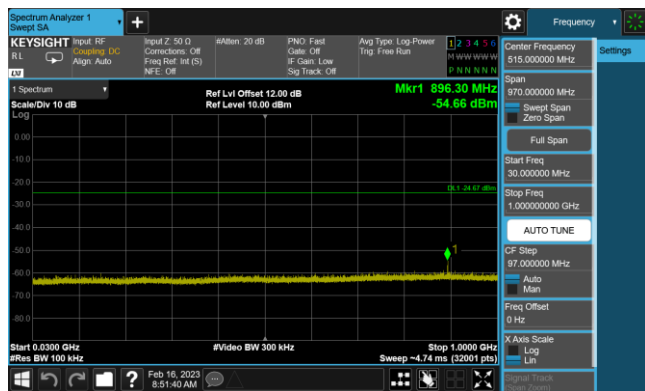 Spectrum Analyzer 1
Swept SA
Frequency
KEYSIGHT
R L
LXI
Input: RF
Coupling: DC
Align: Auto
Input Z: 50 Ω
Corrections: Off
Freq Ref: Int (S)
NFE: Off
#Atten: 20 dB
PNO: Fast
Gate: Off
IF Gain: Low
Sig Track: Off
Avg Type: Log-Power
Trig: Free Run
1 2 3 4 5 6
M W W W W W
P N N N N N
1 Spectrum
Scale/Div 10 dB
Log
Ref Lvl Offset 12.00 dB
Ref Level 10.00 dBm
Mkr1 896.30 MHz
-54.66 dBm
0.00
-10.0
-20.0
-30.0
-40.0
-50.0
-60.0
-70.0
-80.0
DL1 -24.67 dBm
1
Start 0.0300 GHz
#Res BW 100 kHz
#Video BW 300 kHz
Stop 1.0000 GHz
Sweep ~4.74 ms (32001 pts)
Feb 16, 2023
8:51:40 AM
Center Frequency
515.000000 MHz
Span
970.000000 MHz
Swept Span
Zero Span
Full Span
Start Freq
30.000000 MHz
Stop Freq
1.000000000 GHz
AUTO TUNE
CF Step
97.000000 MHz
Auto
Man
Freq Offset
0 Hz
X Axis Scale
Log
Lin
Signal Track
(Span Zoom)
Settings